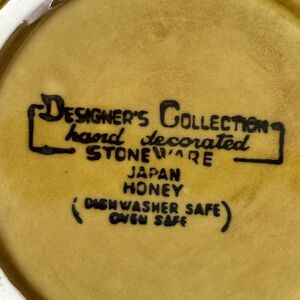 DESIGNER'S COLLECTION
hand decorated
STONEWARE
JAPAN
HONEY
(DISHWASHER SAFE
OVEN SAFE)